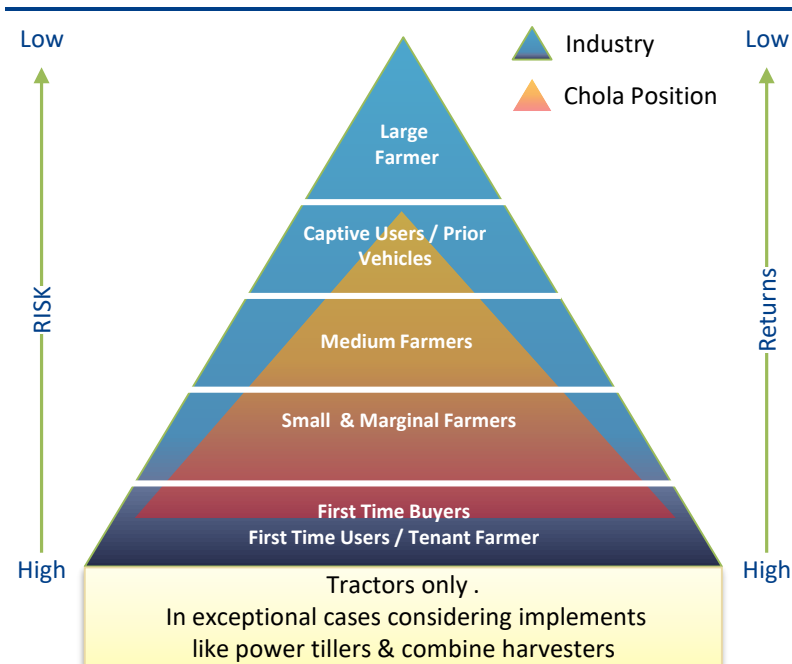 Low
Industry
Low
Chola Position
Large
Farmer
Captive Users / Prior
Vehicles
RISK
Returns
Medium Farmers
Small & Marginal Farmers
First Time Buyers
First Time Users / Tenant Farmer
High
High
Tractors only .
In exceptional cases considering implements
like power tillers & combine harvesters